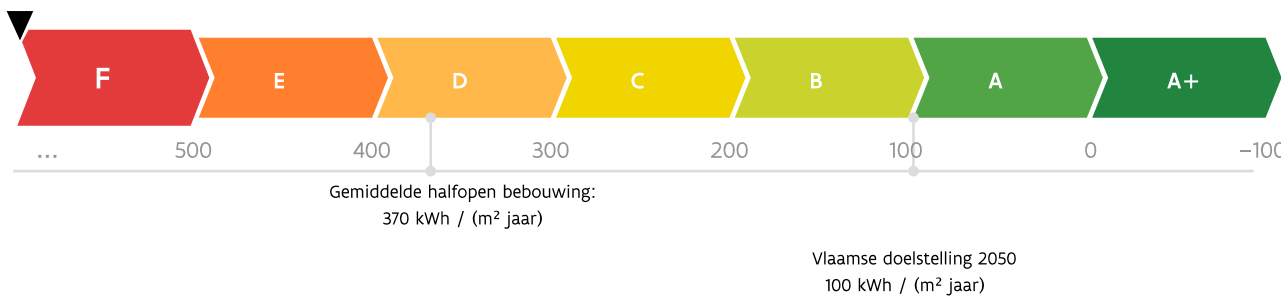 F E D C B A A+
... 500 400 300 200 100 0 −100
Gemiddelde halfopen bebouwing:
370 kWh / (m² jaar)
Vlaamse doelstelling 2050
100 kWh / (m² jaar)